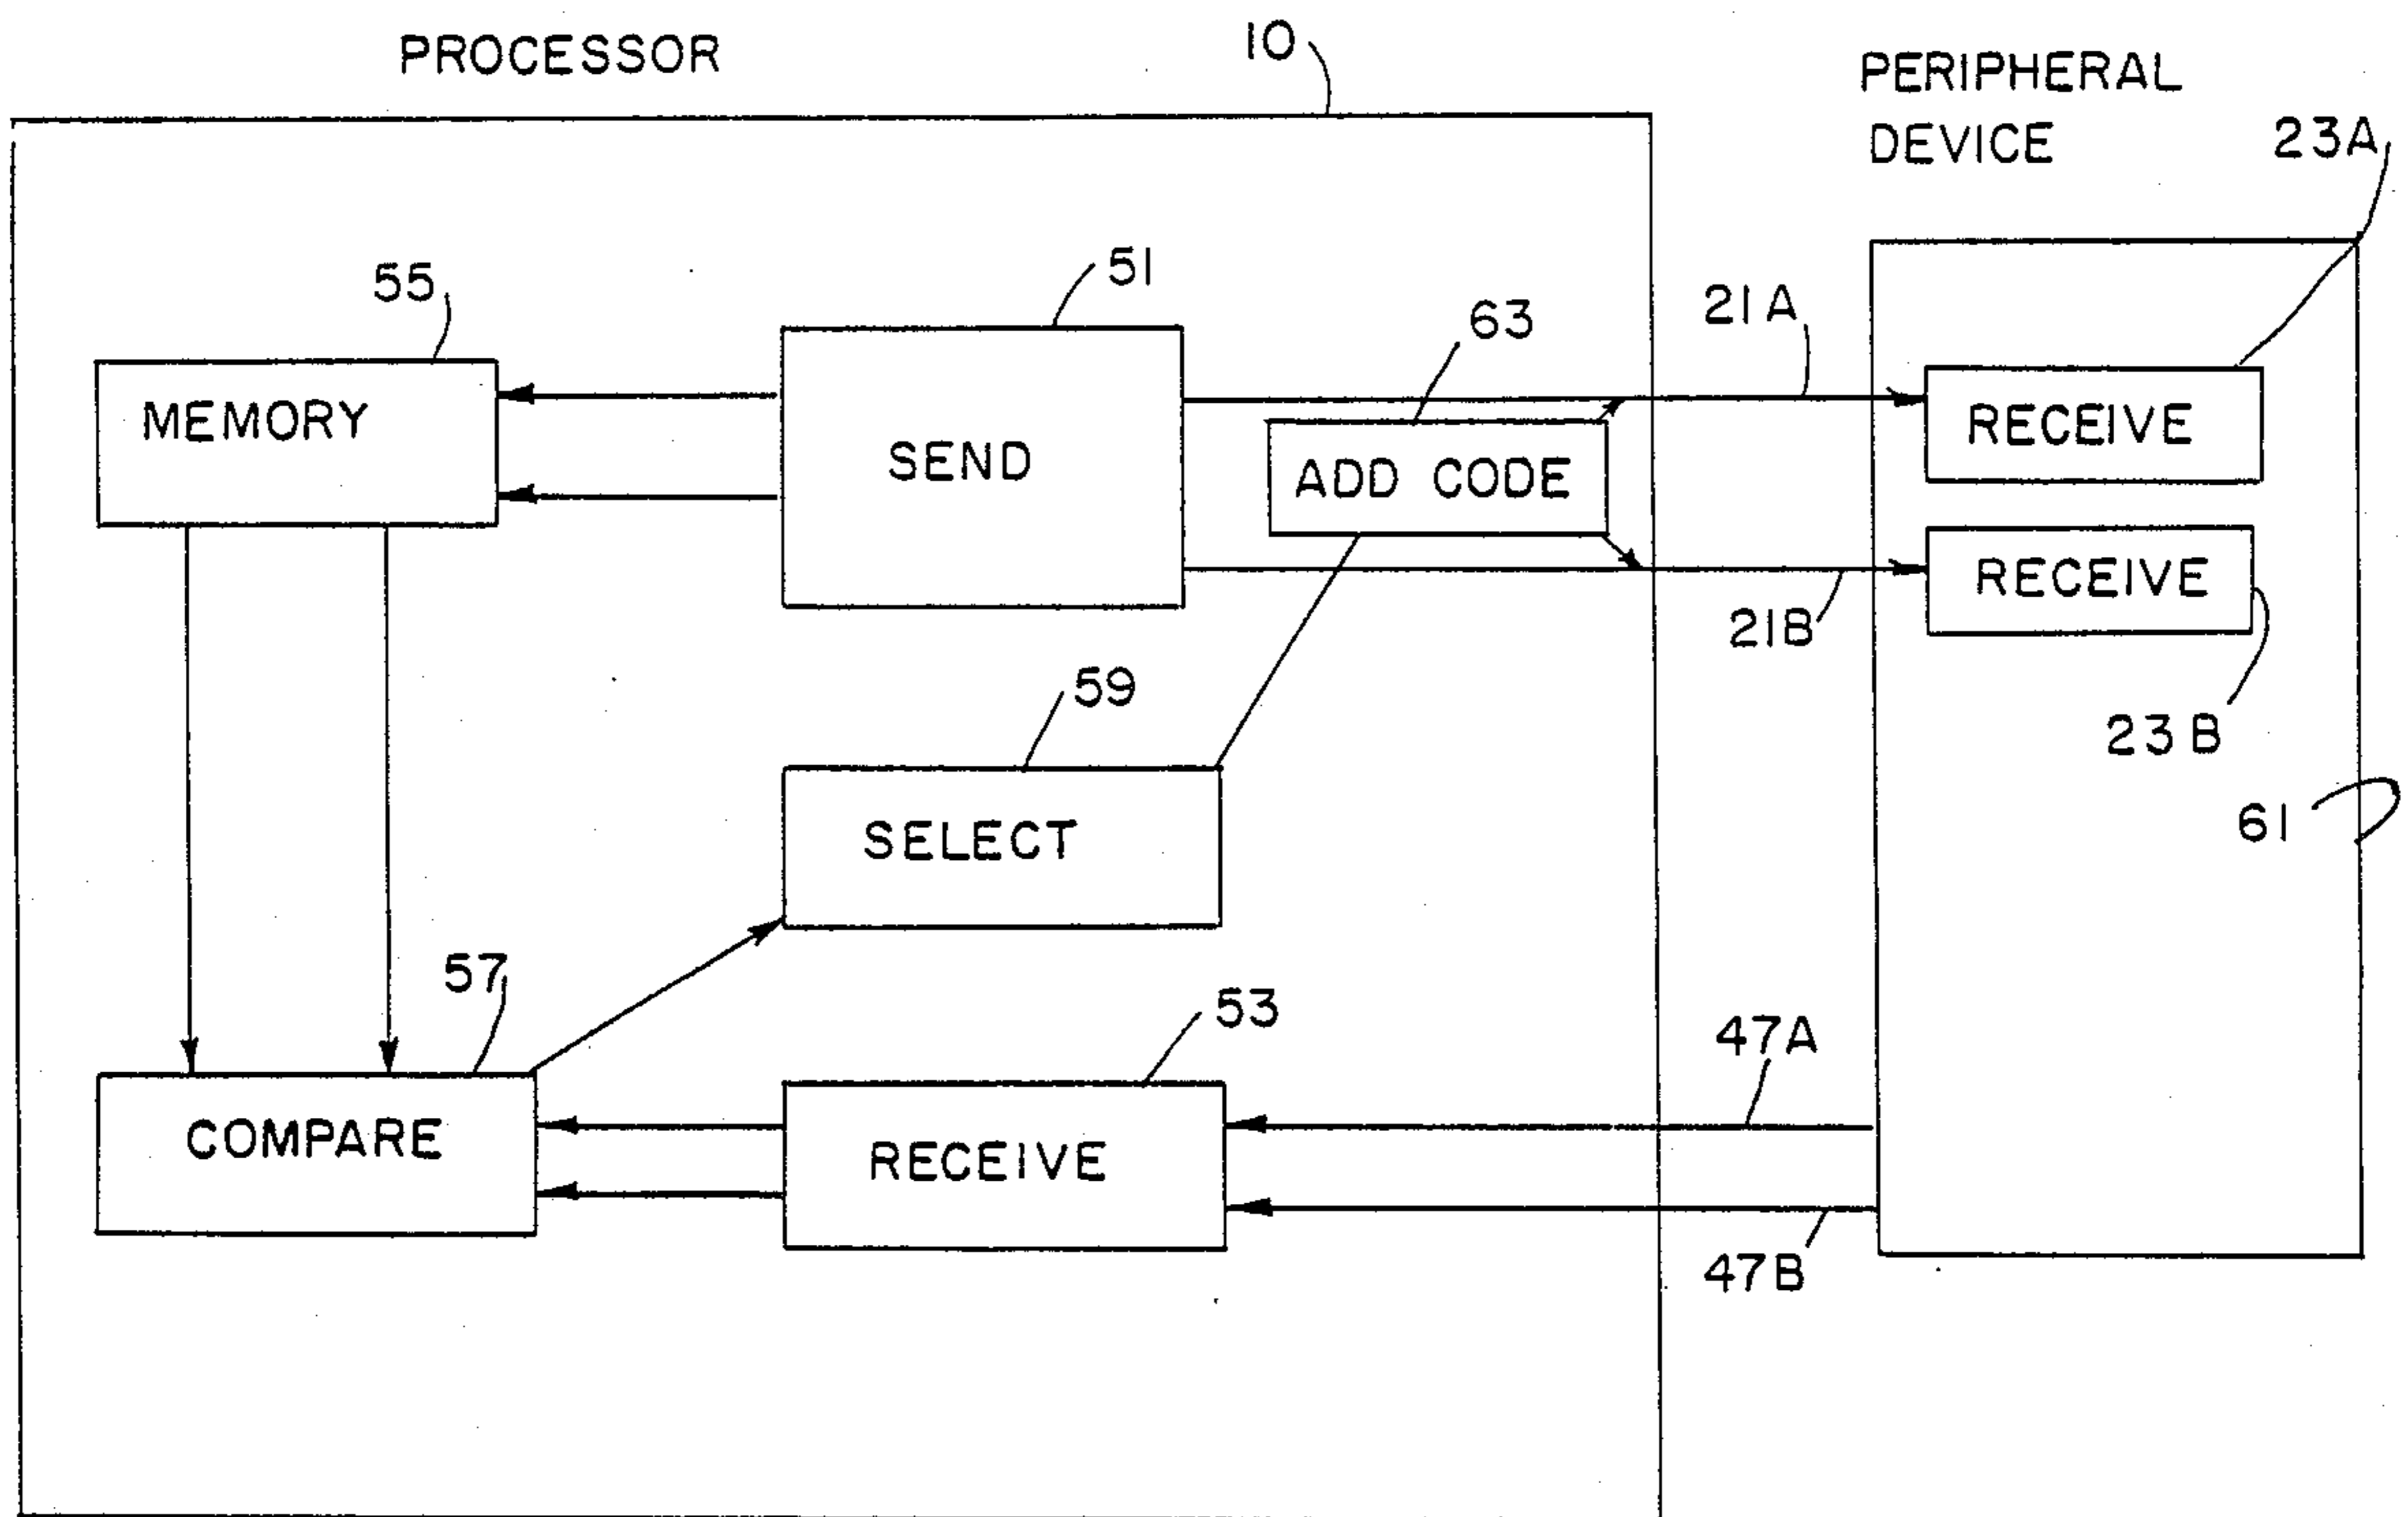 PROCESSOR
10
PERIPHERAL
DEVICE
23A
55
51
63
21A
MEMORY
SEND
ADD CODE
RECEIVE
RECEIVE
21B
59
23B
SELECT
61
57
53
47A
COMPARE
RECEIVE
47B